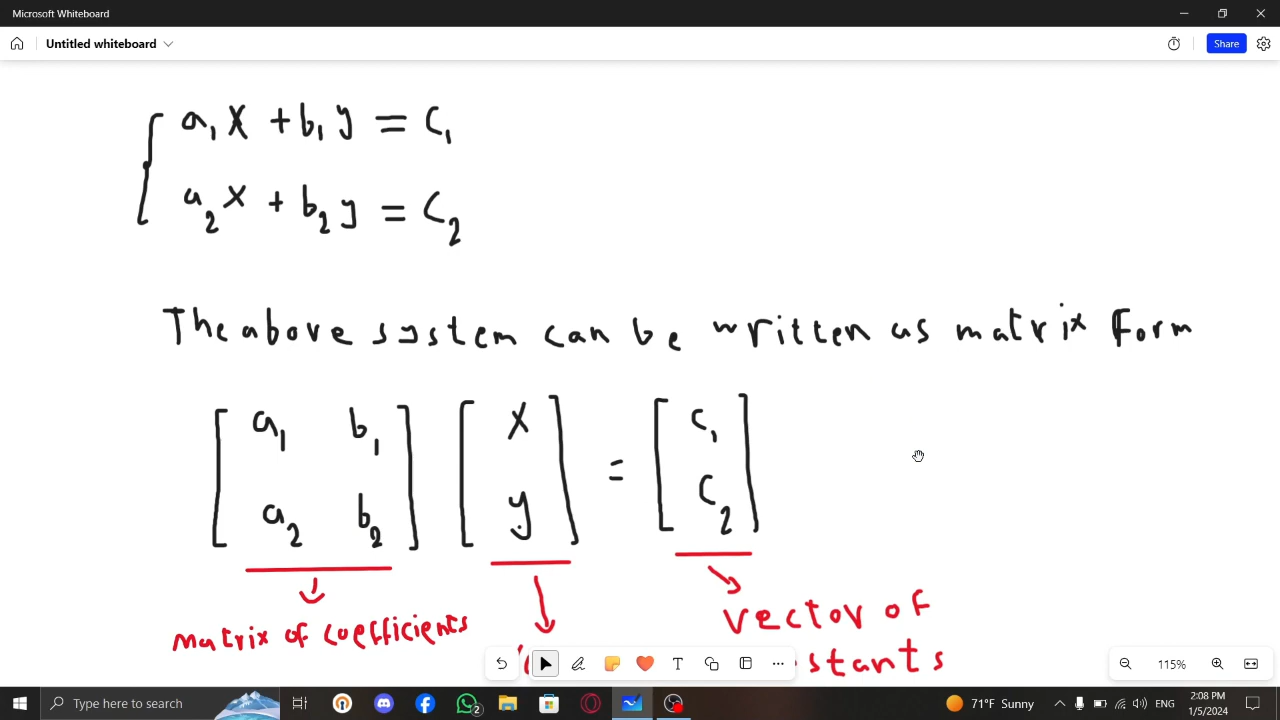 Microsoft Whiteboard
Untitled whiteboard
Share
a₁x + b₁y = c₁
a₂x + b₂y = c₂
The above system can be written as matrix form
[a₁ b₁] [x] = [c₁]
[a₂ b₂] [y] = [c₂]
matrix of coefficients
vector of
stants
115%
Type here to search
2
71°F Sunny
ENG
2:08 PM
1/5/2024